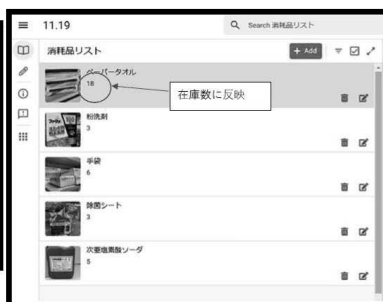 11.19
Search 消耗品リスト
消耗品リスト
+ Add
ペーパータオル
18
在庫数に反映
粉洗剤
3
手袋
6
除菌シート
3
次亜塩素酸ソーダ
5